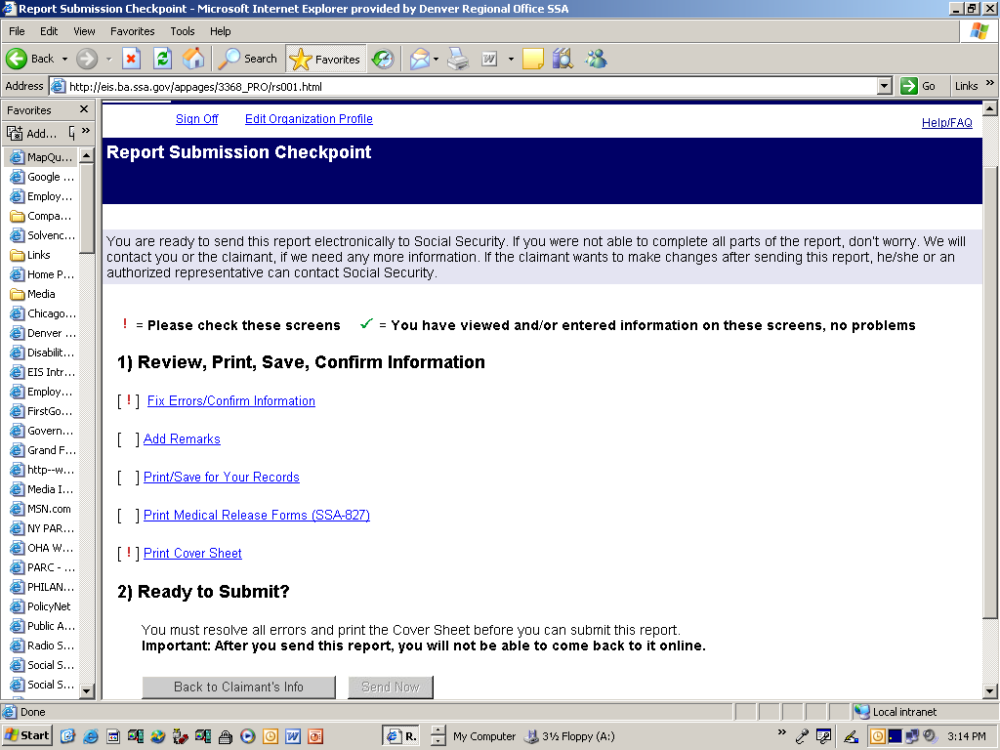 Report Submission Checkpoint - Microsoft Internet Explorer provided by Denver Regional Office SSA
File Edit View Favorites Tools Help
Back Search Favorites
Address http://eis.ba.ssa.gov/appages/3368_PRO/rs001.html Go Links »
Favorites
Add... »
MapQu...
Google ...
Employ...
Compa...
Solvenc...
Links
Home P...
Media
Chicago...
Denver ...
Disabilit...
EIS Intr...
Employ...
FirstGo...
Govern...
Grand F...
http--w...
Media I...
MSN.com
NY PAR...
OHA W...
PARC - ...
PHILAN...
PolicyNet
Public A...
Radio S...
Social S...
Social S...
Sign Off Edit Organization Profile
Help/FAQ
Report Submission Checkpoint
You are ready to send this report electronically to Social Security. If you were not able to complete all parts of the report, don't worry. We will
contact you or the claimant, if we need any more information. If the claimant wants to make changes after sending this report, he/she or an
authorized representative can contact Social Security.
! = Please check these screens ✓ = You have viewed and/or entered information on these screens, no problems
1) Review, Print, Save, Confirm Information
[ ! ] Fix Errors/Confirm Information
[ ] Add Remarks
[ ] Print/Save for Your Records
[ ] Print Medical Release Forms (SSA-827)
[ ! ] Print Cover Sheet
2) Ready to Submit?
You must resolve all errors and print the Cover Sheet before you can submit this report.
Important: After you send this report, you will not be able to come back to it online.
Back to Claimant's Info Send Now
Done Local intranet
Start R. My Computer 3½ Floppy (A:) » 3:14 PM